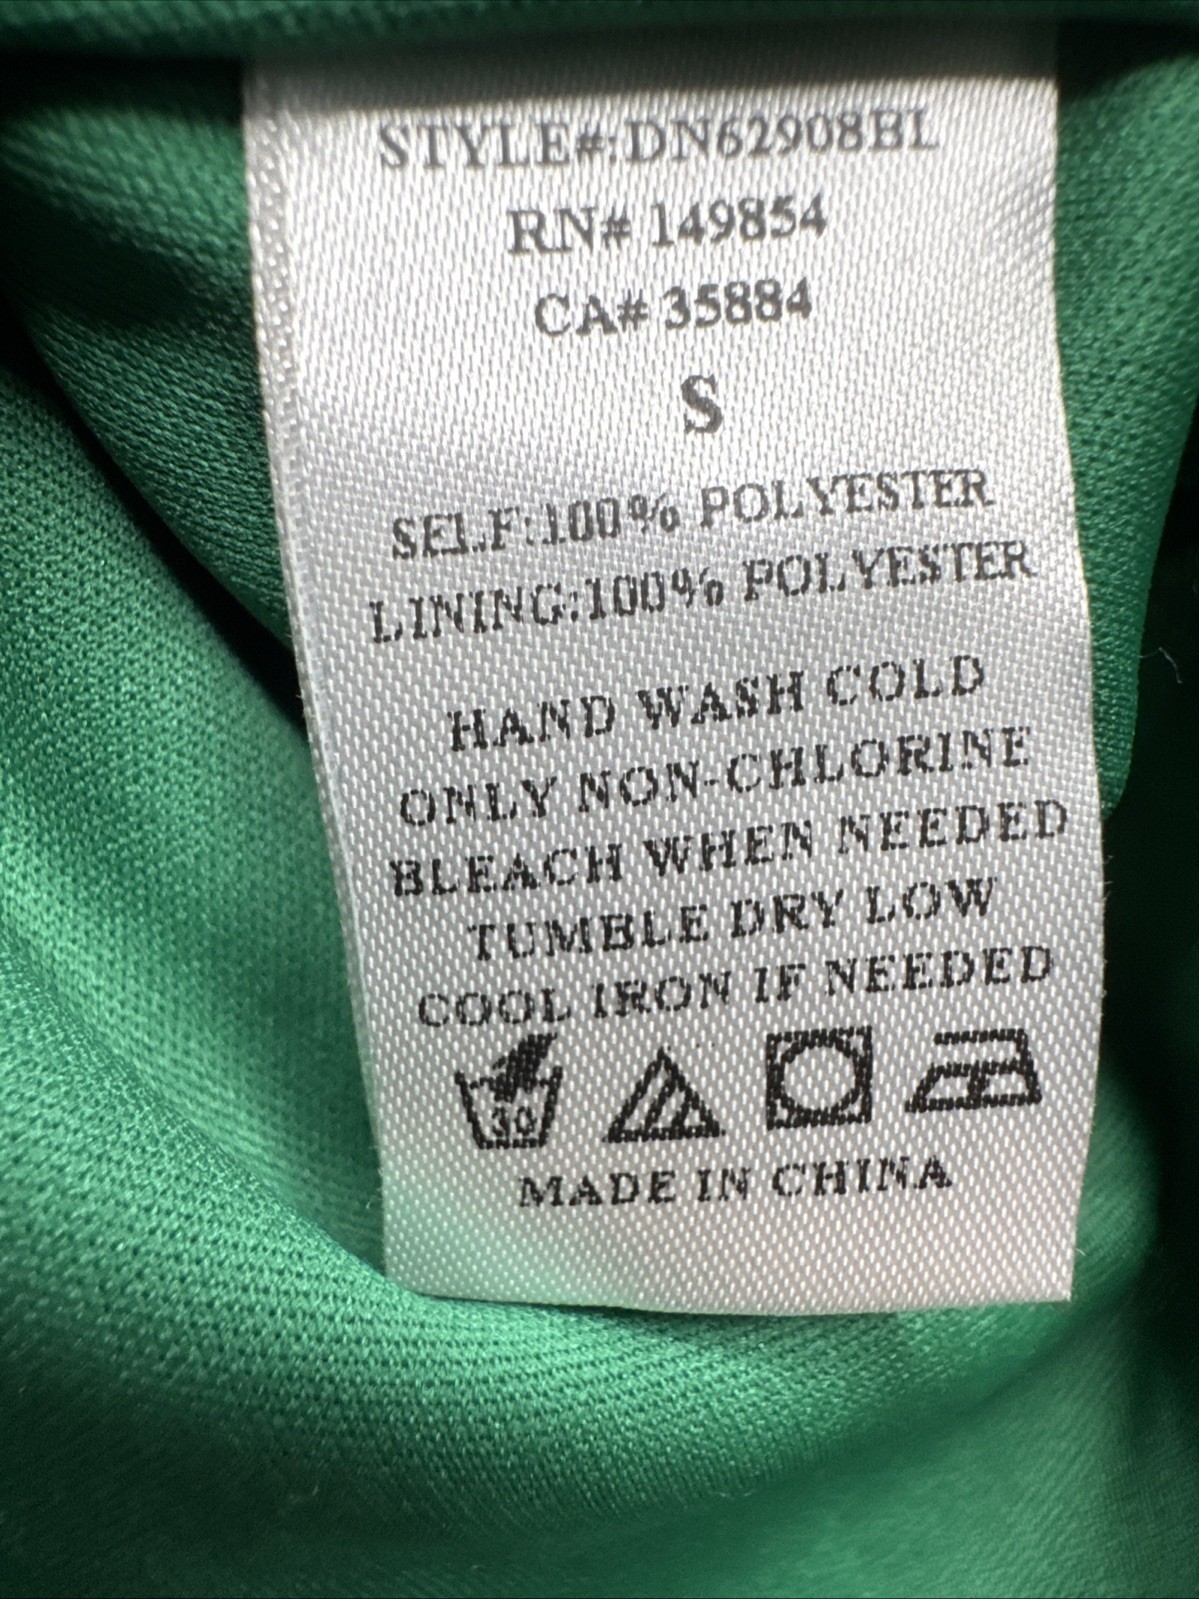 STYLE#:DN62908BL
RN# 149854
CA# 35884
S
SELF:100% POLYESTER
LINING:100% POLYESTER
HAND WASH COLD
ONLY NON-CHLORINE
BLEACH WHEN NEEDED
TUMBLE DRY LOW
COOL IRON IF NEEDED
30
MADE IN CHINA